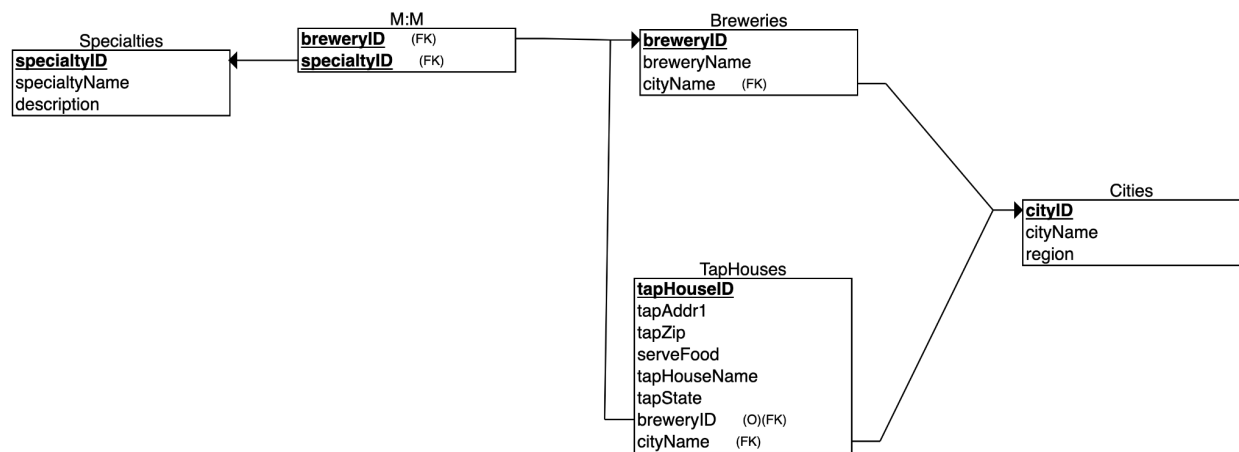 Specialties
specialtyID
specialtyName
description
M:M
breweryID (FK)
specialtyID (FK)
Breweries
breweryID
breweryName
cityName (FK)
Cities
cityID
cityName
region
TapHouses
tapHouseID
tapAddr1
tapZip
serveFood
tapHouseName
tapState
breweryID (O)(FK)
cityName (FK)